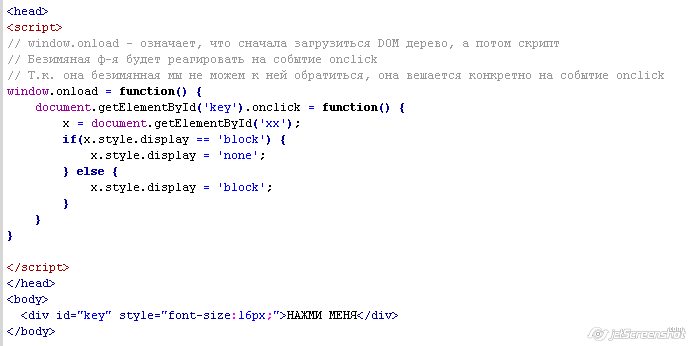 <head>
<script>
// window.onload - означает, что сначала загрузиться DOM дерево, а потом скрипт
// Безимяная ф-я будет реагировать на событие onclick
// Т.к. она безимянная мы не можем к ней обратиться, она вешается конкретно на событие onclick
window.onload = function() {
    document.getElementById('key').onclick = function() {
        x = document.getElementById('xx');
        if(x.style.display == 'block') {
            x.style.display = 'none';
        } else {
            x.style.display = 'block';
        }
    }
}

</script>
</head>
<body>
  <div id="key" style="font-size:16px;">НАЖМИ МЕНЯ</div>
</body>
jetScreenshot